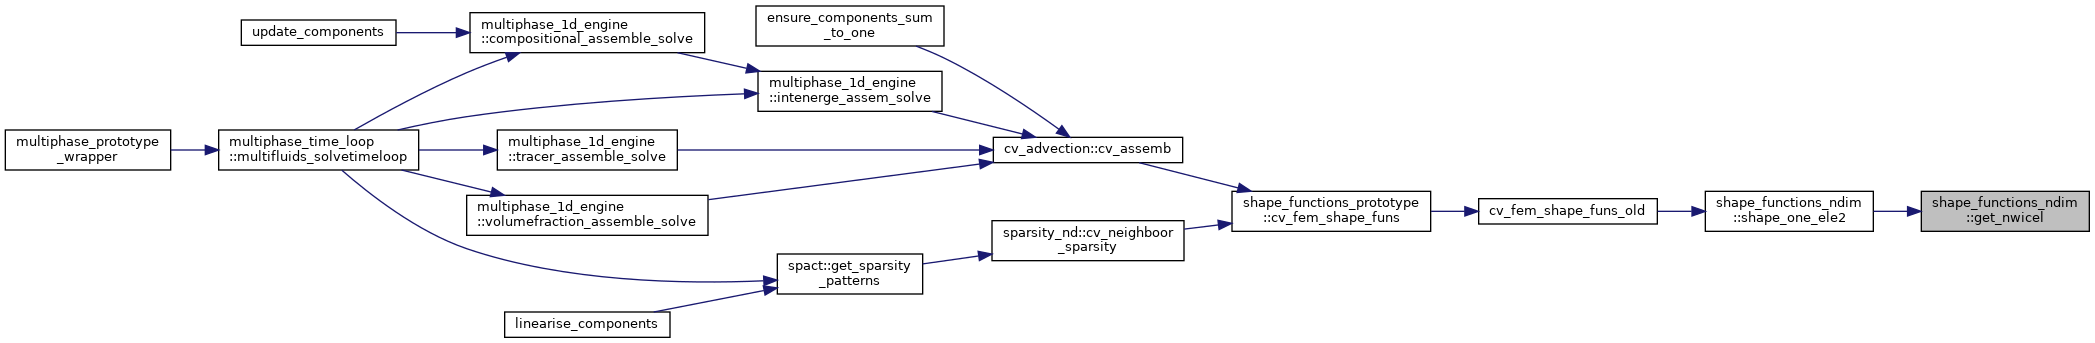 multiphase_prototype
_wrapper
multiphase_time_loop
::multifluids_solvetimeloop
update_components
multiphase_1d_engine
::compositional_assemble_solve
multiphase_1d_engine
::tracer_assemble_solve
multiphase_1d_engine
::volumefraction_assemble_solve
linearise_components
ensure_components_sum
_to_one
multiphase_1d_engine
::intenerge_assem_solve
spact::get_sparsity
_patterns
cv_advection::cv_assemb
sparsity_nd::cv_neighboor
_sparsity
shape_functions_prototype
::cv_fem_shape_funs
cv_fem_shape_funs_old
shape_functions_ndim
::shape_one_ele2
shape_functions_ndim
::get_nwicel